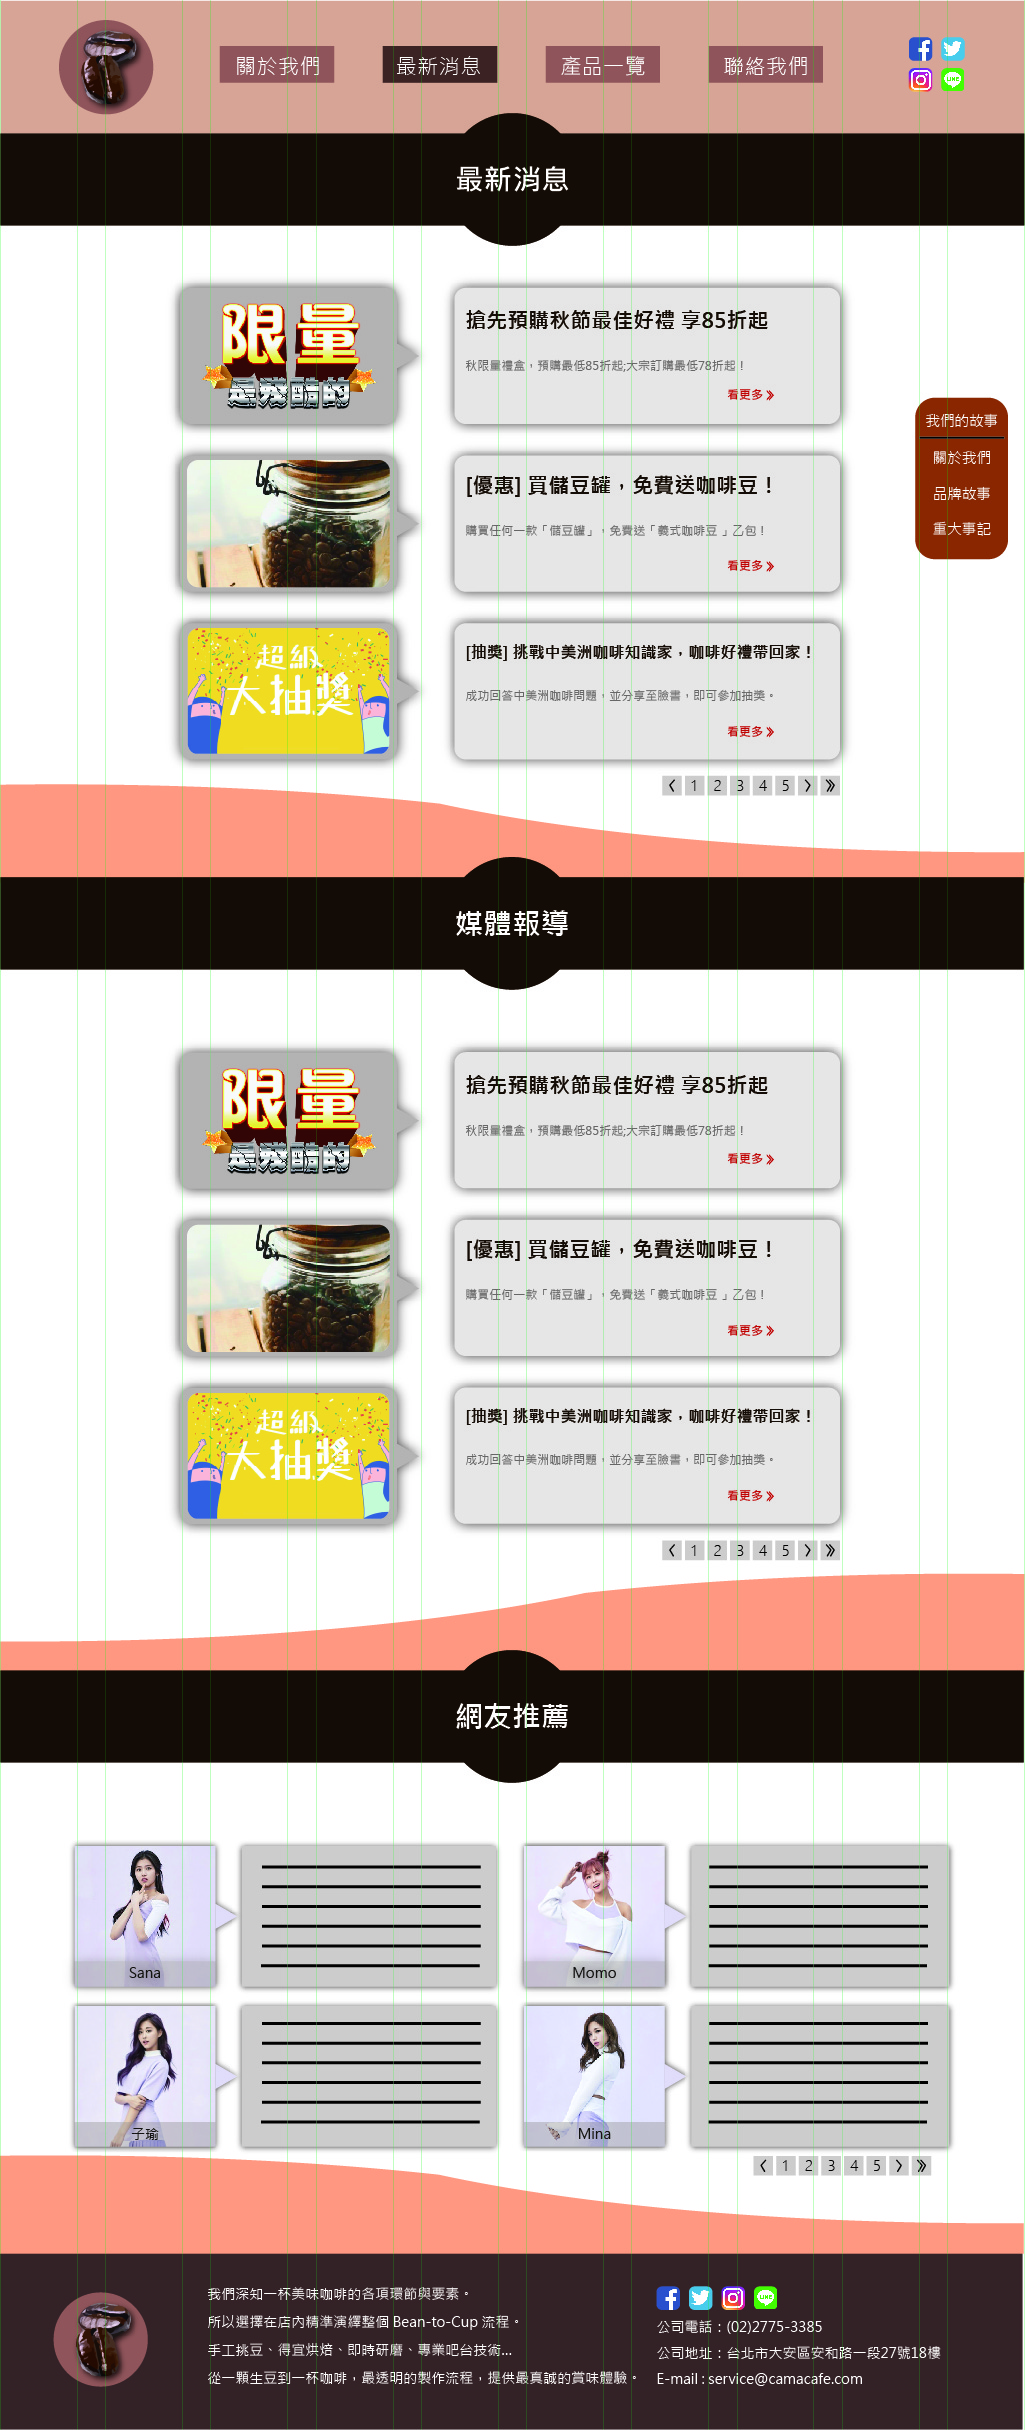 關於我們
最新消息
產品一覽
聯絡我們
LINE
最新消息
限量
是殘酷的
搶先預購秋節最佳好禮 享85折起
秋限量禮盒，預購最低85折起;大宗訂購最低78折起！
看更多 》
我們的故事
關於我們
品牌故事
重大事記
[優惠] 買儲豆罐，免費送咖啡豆！
購買任何一款「儲豆罐」，免費送「義式咖啡豆 」乙包！
看更多 》
超級
大抽獎
[抽獎] 挑戰中美洲咖啡知識家，咖啡好禮帶回家！
成功回答中美洲咖啡問題，並分享至臉書，即可參加抽獎。
看更多 》
〈 1 2 3 4 5 〉 》
媒體報導
限量
是殘酷的
搶先預購秋節最佳好禮 享85折起
秋限量禮盒，預購最低85折起;大宗訂購最低78折起！
看更多 》
[優惠] 買儲豆罐，免費送咖啡豆！
購買任何一款「儲豆罐」，免費送「義式咖啡豆 」乙包！
看更多 》
超級
大抽獎
[抽獎] 挑戰中美洲咖啡知識家，咖啡好禮帶回家！
成功回答中美洲咖啡問題，並分享至臉書，即可參加抽獎。
看更多 》
〈 1 2 3 4 5 〉 》
網友推薦
Sana
Momo
子瑜
Mina
〈 1 2 3 4 5 〉 》
我們深知一杯美味咖啡的各項環節與要素。
所以選擇在店內精準演繹整個 Bean-to-Cup 流程。
手工挑豆、得宜烘焙、即時研磨、專業吧台技術...
從一顆生豆到一杯咖啡，最透明的製作流程，提供最真誠的賞味體驗。
LINE
公司電話：(02)2775-3385
公司地址：台北市大安區安和路一段27號18樓
E-mail : service@camacafe.com